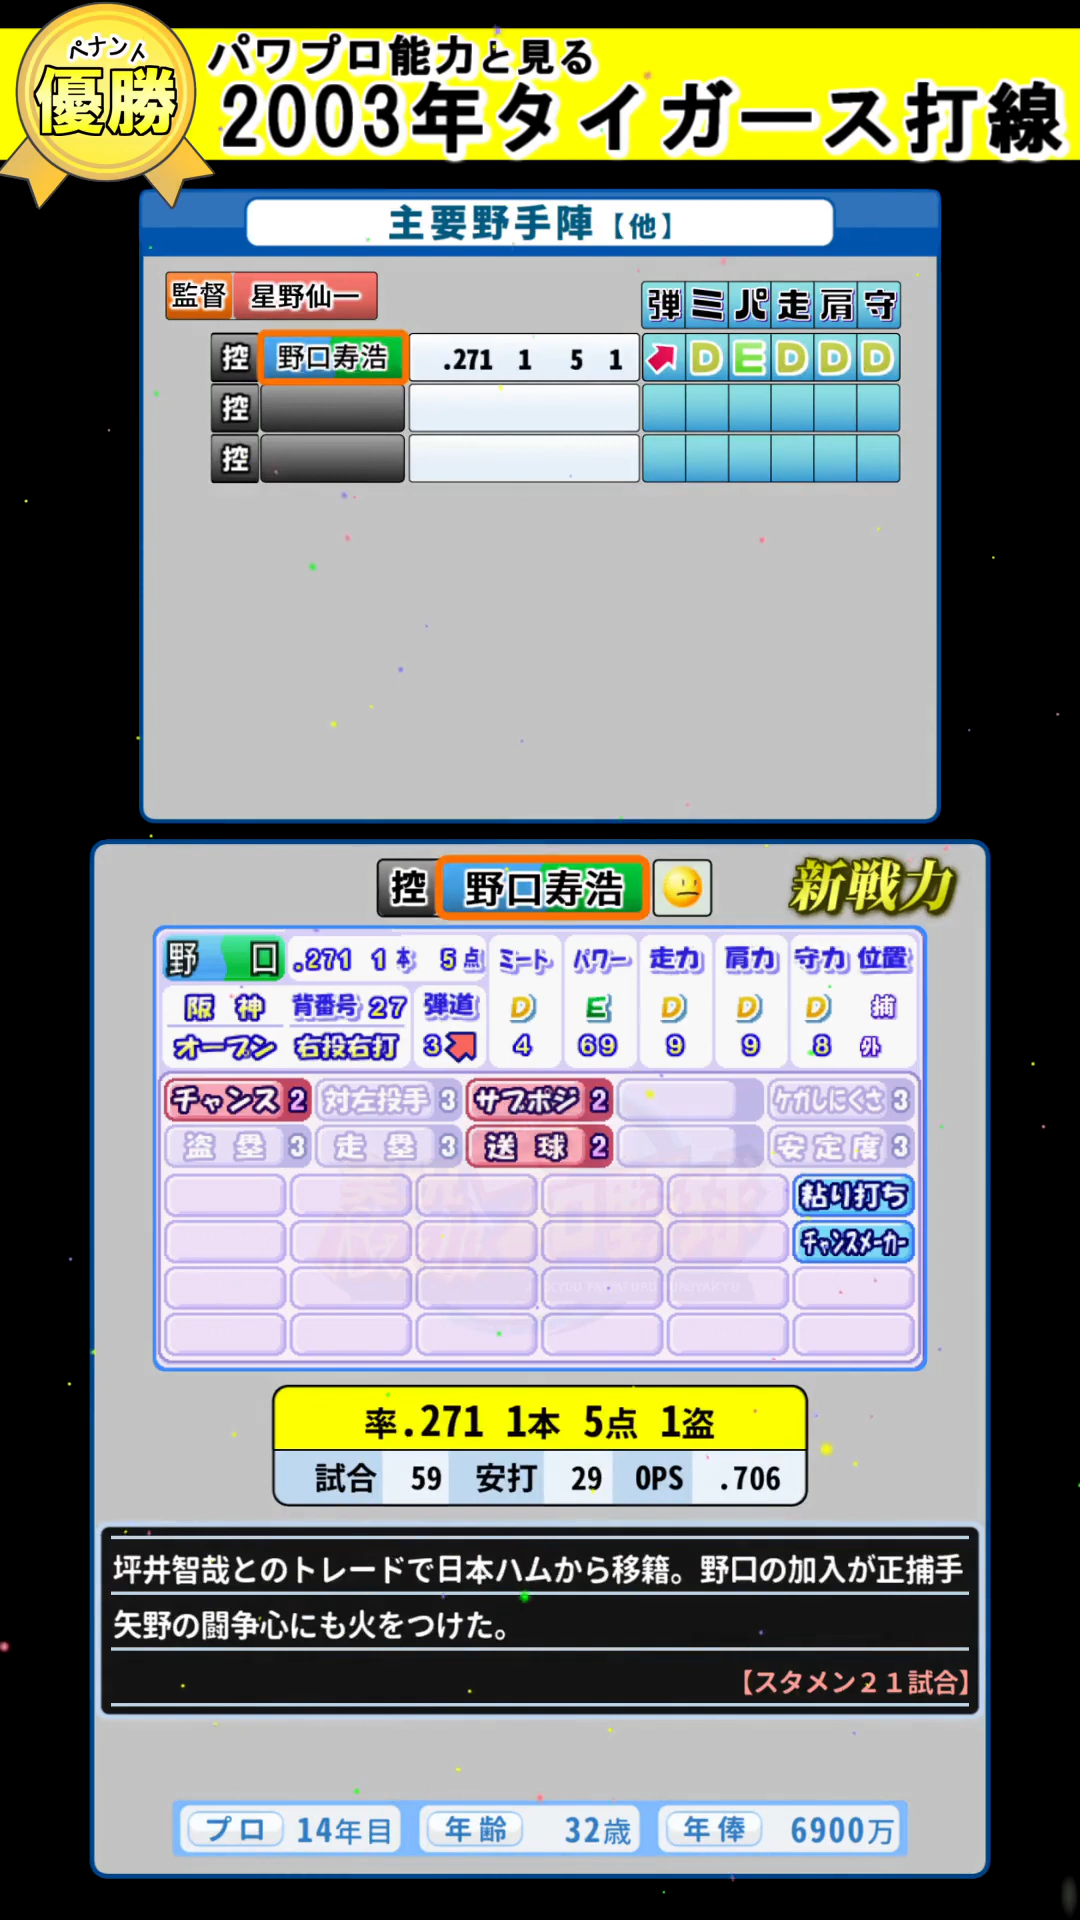 ペナント
優勝
パワプロ能力と見る
2003年タイガース打線
主要野手陣【他】
監督 星野仙一
弾 ミ パ 走 肩 守
控 野口寿浩 .271 1 5 1 D E D D D
控
控
控 野口寿浩 新戦力
野口 .271 1本 5点 ミート パワー 走力 肩力 守力 位置
阪神 背番号27 弾道 D E D D D 捕
オープン 右投右打 3 4 69 9 9 8 外
チャンス2 対左投手3 サブポジ2 ケガしにくさ3
盗塁3 走塁3 送球2 安定度3
粘り打ち
チャンスメーカー
率.271 1本 5点 1盗
試合 59 安打 29 OPS .706
坪井智哉とのトレードで日本ハムから移籍。野口の加入が正捕手
矢野の闘争心にも火をつけた。
【スタメン２１試合】
プロ 14年目 年齢 32歳 年俸 6900万